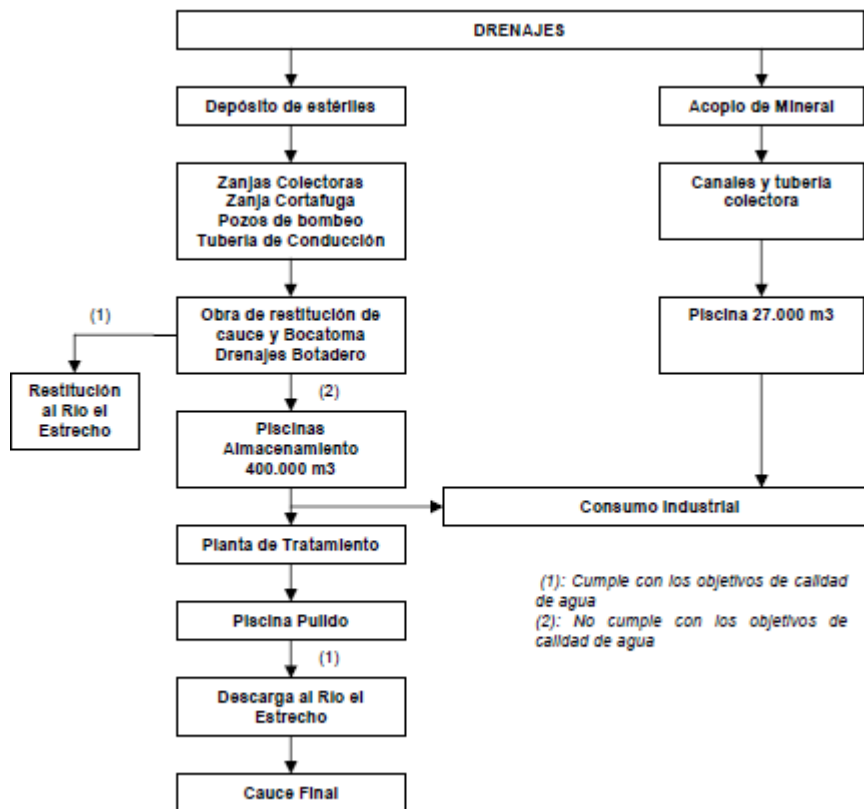 DRENAJES
Depósito de estériles
Acopio de Mineral
Zanjas Colectoras
Zanja Cortafuga
Pozos de bombeo
Tubería de Conducción
Canales y tubería
colectora
(1)
Obra de restitución de
cauce y Bocatoma
Drenajes Botadero
Piscina 27.000 m3
Restitución
al Rio el
Estrecho
(2)
Piscinas
Almacenamiento
400.000 m3
Consumo Industrial
Planta de Tratamiento
(1): Cumple con los objetivos de calidad
de agua
(2): No cumple con los objetivos de
calidad de agua
Piscina Pulido
(1)
Descarga al Rio el
Estrecho
Cauce Final